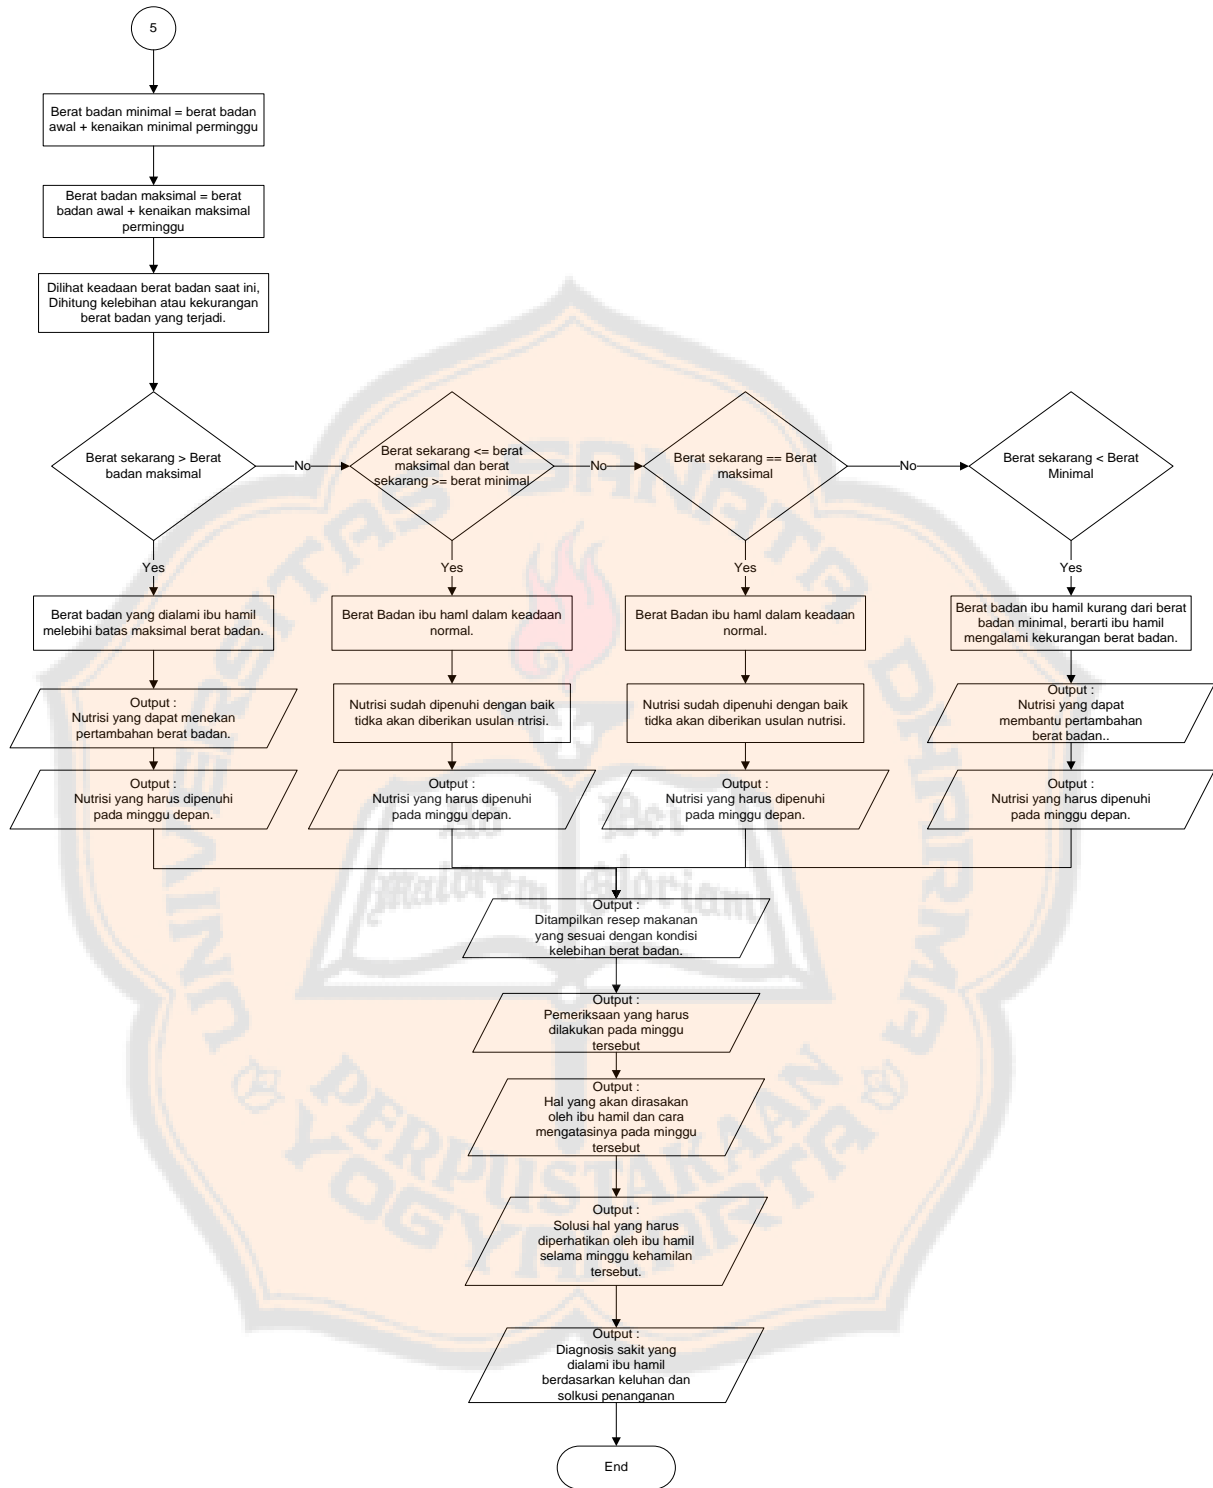 5
Berat badan minimal = berat badan
awal + kenaikan minimal perminggu
Berat badan maksimal = berat
badan awal + kenaikan maksimal
perminggu
Dilihat keadaan berat badan saat ini,
Dihitung kelebihan atau kekurangan
berat badan yang terjadi.
Berat sekarang > Berat
badan maksimal
No
Berat sekarang <= berat
maksimal dan berat
sekarang >= berat minimal
No
Berat sekarang == Berat
maksimal
No
Berat sekarang < Berat
Minimal
Yes
Yes
Yes
Yes
Berat badan yang dialami ibu hamil
melebihi batas maksimal berat badan.
Berat Badan ibu haml dalam keadaan
normal.
Berat Badan ibu haml dalam keadaan
normal.
Berat badan ibu hamil kurang dari berat
badan minimal, berarti ibu hamil
mengalami kekurangan berat badan.
Output :
Nutrisi yang dapat menekan
pertambahan berat badan.
Nutrisi sudah dipenuhi dengan baik
tidka akan diberikan usulan ntrisi.
Nutrisi sudah dipenuhi dengan baik
tidka akan diberikan usulan nutrisi.
Output :
Nutrisi yang dapat
membantu pertambahan
berat badan..
Output :
Nutrisi yang harus dipenuhi
pada minggu depan.
Output :
Nutrisi yang harus dipenuhi
pada minggu depan.
Output :
Nutrisi yang harus dipenuhi
pada minggu depan.
Output :
Nutrisi yang harus dipenuhi
pada minggu depan.
Output :
Ditampilkan resep makanan
yang sesuai dengan kondisi
kelebihan berat badan.
Output :
Pemeriksaan yang harus
dilakukan pada minggu
tersebut
Output :
Hal yang akan dirasakan
oleh ibu hamil dan cara
mengatasinya pada minggu
tersebut
Output :
Solusi hal yang harus
diperhatikan oleh ibu hamil
selama minggu kehamilan
tersebut.
Output :
Diagnosis sakit yang
dialami ibu hamil
berdasarkan keluhan dan
solkusi penanganan
End
UNIVERSITAS SANATA DHARMA
Ad Dei
Maiorem Gloriam
PERPUSTAKAAN
YOGYAKARTA